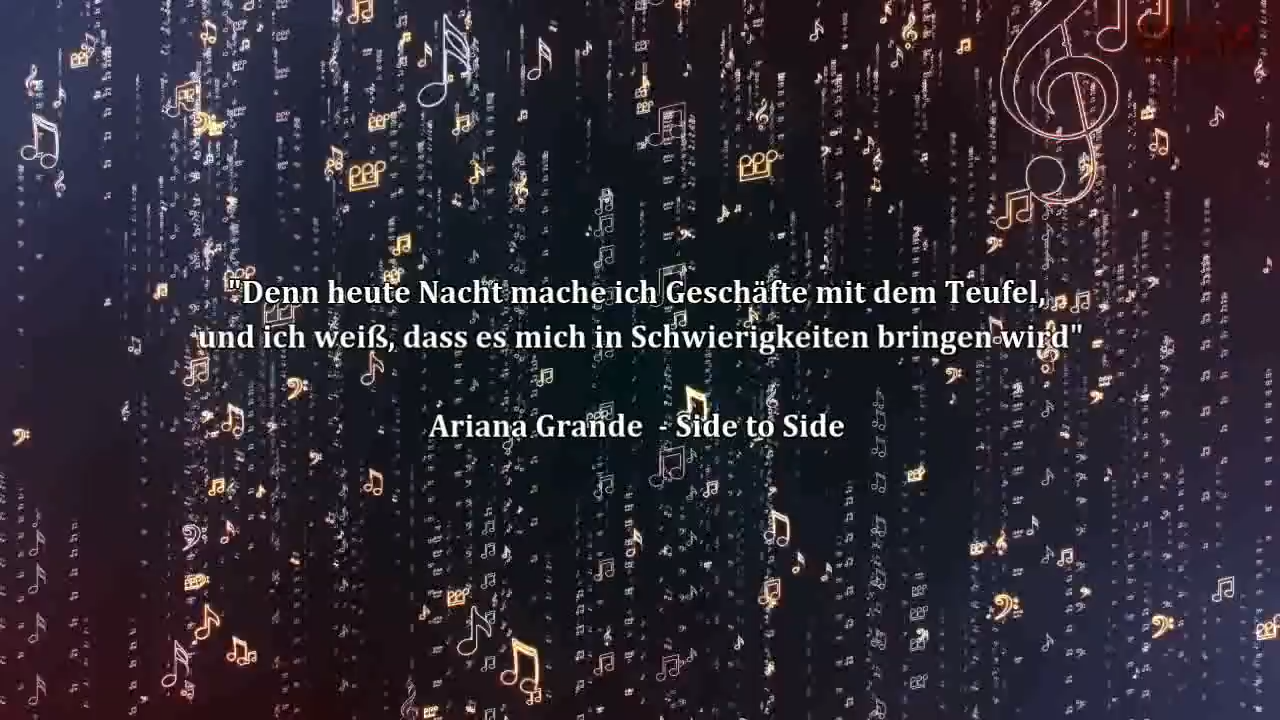 "Denn heute Nacht mache ich Geschäfte mit dem Teufel,
und ich weiß, dass es mich in Schwierigkeiten bringen wird"
Ariana Grande - Side to Side